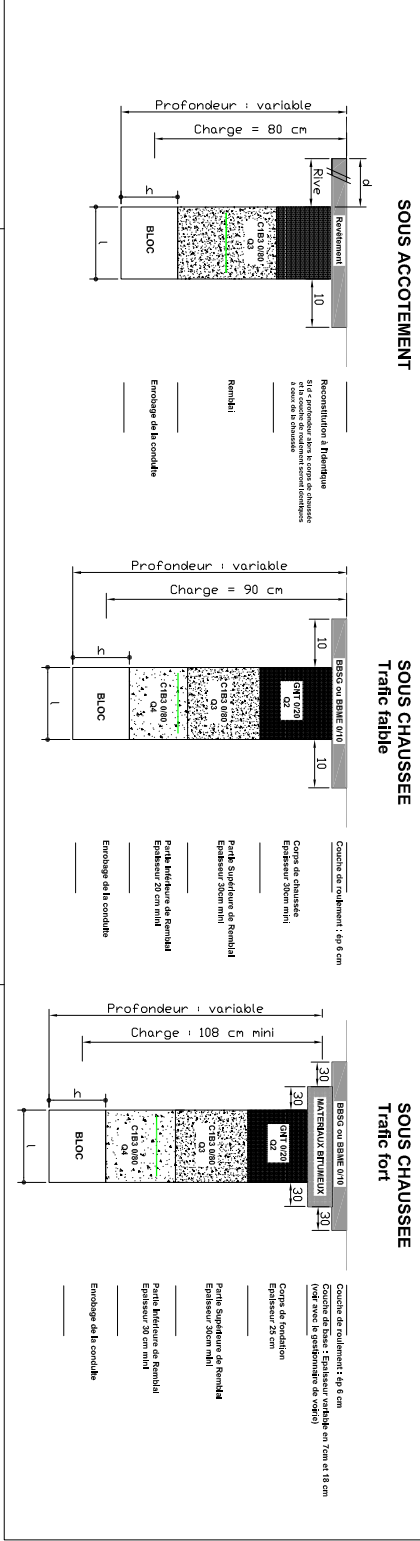 SOUS ACCOTEMENT
Profondeur : variable
Charge = 80 cm
d
Rive
Revêtement
10
C1B3 0/80
Q3
h
BLOC
l
Reconstitution à l'identique
Si d < profondeur alors le corps de chaussée
et la couche de roulement seront identiques
à ceux de la chaussée
Remblai
Enrobage de la conduite
SOUS CHAUSSEE
Trafic faible
Profondeur : variable
Charge = 90 cm
10
BBSG ou BBME 0/10
10
GNT 0/20
Q2
C1B3 0/80
Q3
C1B3 0/80
Q4
h
BLOC
l
Couche de roulement : ép 6 cm
Corps de chaussée
Epaisseur 30cm mini
Partie Supérieure de Remblai
Epaisseur 30cm mini
Partie Inférieure de Remblai
Epaisseur 20 cm mini
Enrobage de la conduite
SOUS CHAUSSEE
Trafic fort
Profondeur : variable
Charge : 108 cm mini
30
30
BBSG ou BBME 0/10
MATERIAUX BITUMEUX
30
30
GNT 0/20
Q2
C1B3 0/80
Q3
C1B3 0/80
Q4
h
BLOC
l
Couche de roulement : ép 6 cm
Couche de base : Epaisseur variable en 7cm et 18 cm
(voir avec le gestionnaire de voirie)
Corps de fondation
Epaisseur 25 cm
Partie Supérieure de Remblai
Epaisseur 30cm mini
Partie Inférieure de Remblai
Epaisseur 30 cm mini
Enrobage de la conduite